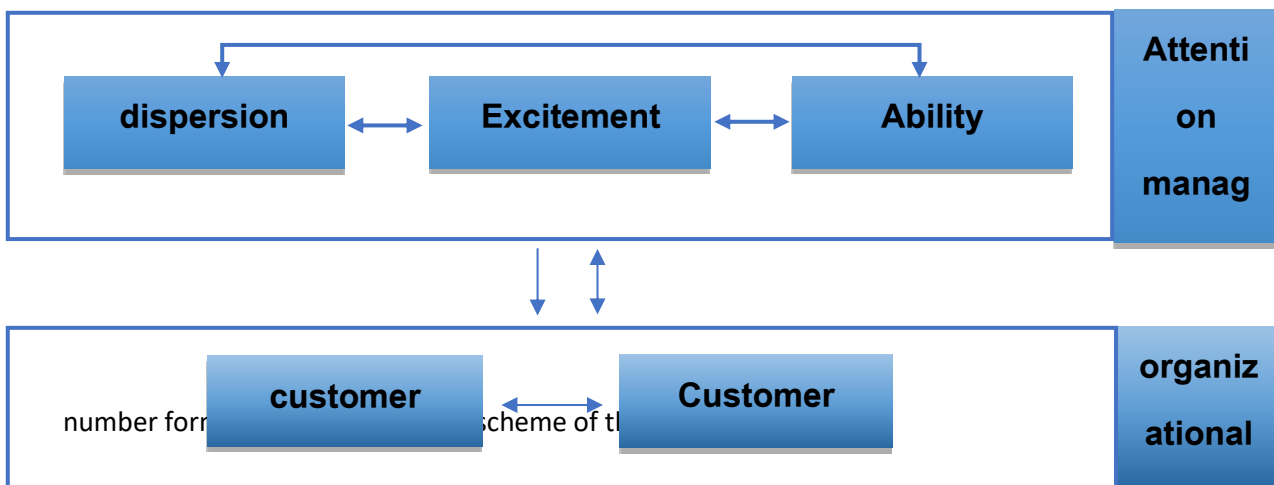 dispersion
Excitement
Ability
Attenti
on
manag
customer
Customer
organiz
ational
number for scheme of t